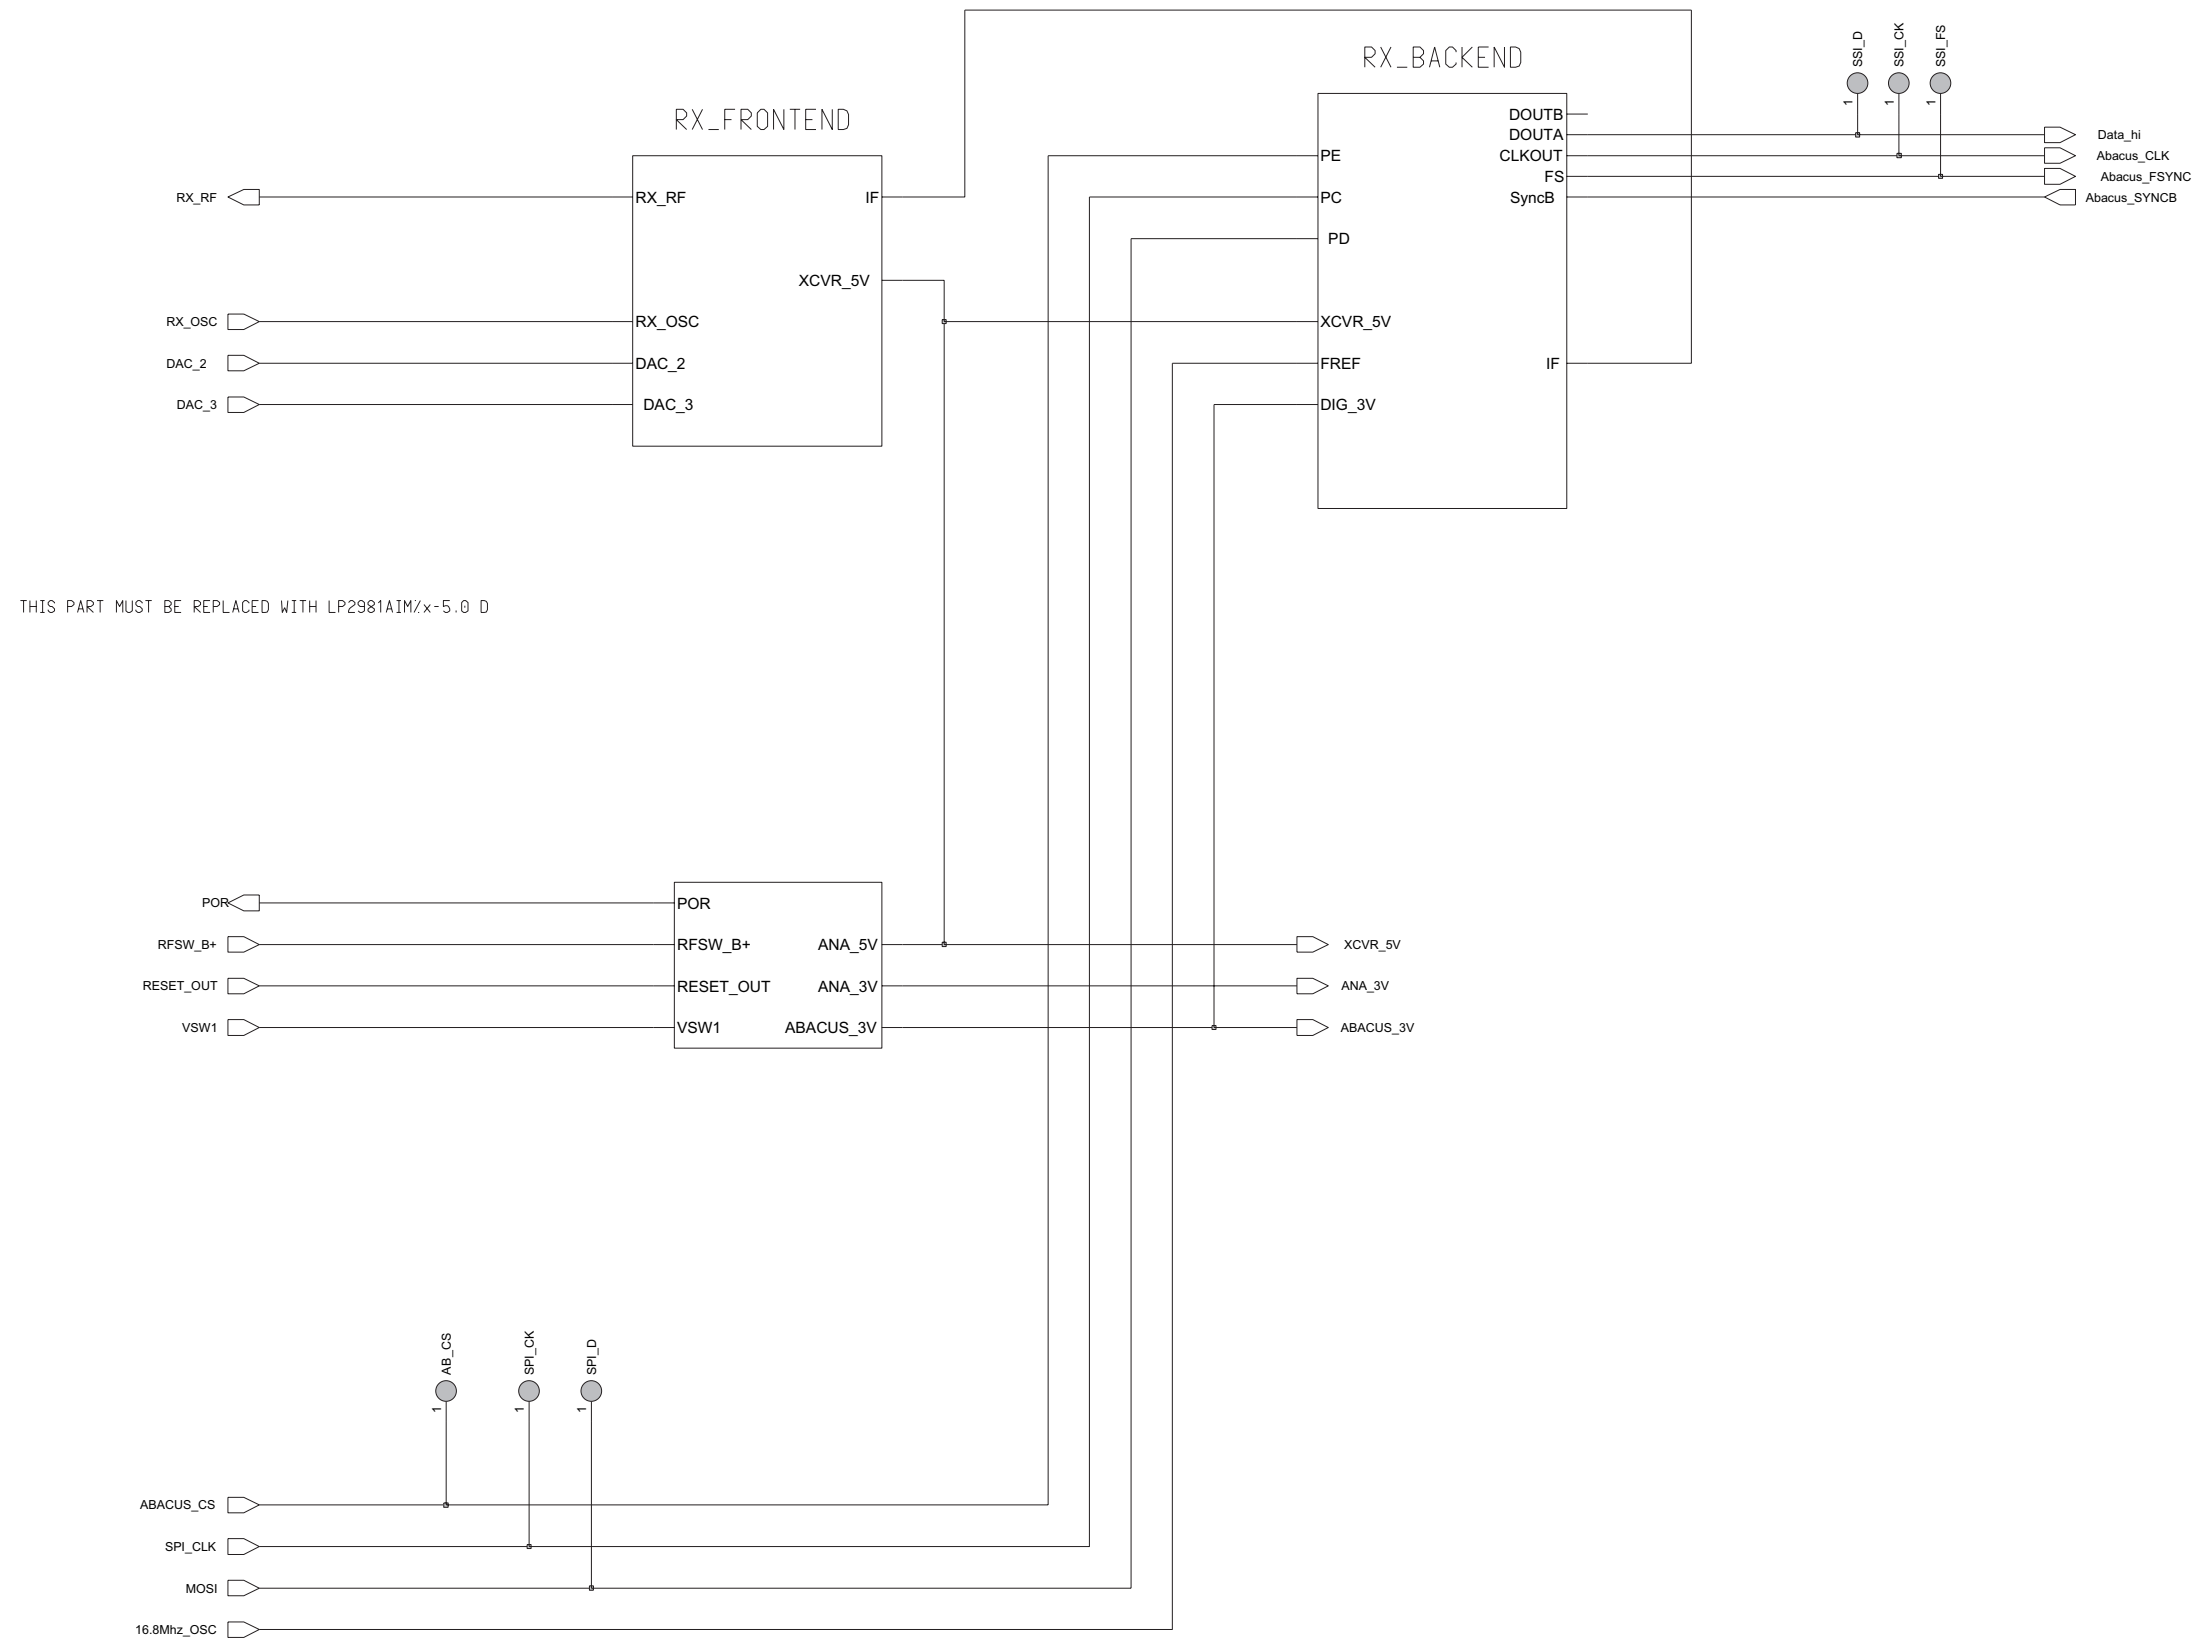 SSI_D
SSI_CK
SSI_FS
1
1
1
RX_BACKEND
RX_FRONTEND
DOUTB
DOUTA
Data_hi
PE
CLKOUT
Abacus_CLK
FS
Abacus_FSYNC
RX_RF
RX_RF
IF
PC
SyncB
Abacus_SYNCB
PD
XCVR_5V
RX_OSC
RX_OSC
XCVR_5V
DAC_2
DAC_2
FREF
IF
DAC_3
DAC_3
DIG_3V
THIS PART MUST BE REPLACED WITH LP2981AIM%x-5.0 D
POR
POR
RFSW_B+
RFSW_B+
ANA_5V
XCVR_5V
RESET_OUT
RESET_OUT
ANA_3V
ANA_3V
VSW1
VSW1
ABACUS_3V
ABACUS_3V
AB_CS
SPI_CK
SPI_D
1
1
1
ABACUS_CS
SPI_CLK
MOSI
16.8Mhz_OSC